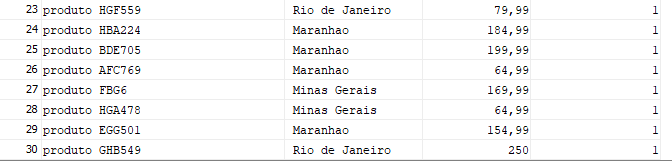 23 produto HGF559 Rio de Janeiro 79,99 1
24 produto HBA224 Maranhao 184,99 1
25 produto BDE705 Maranhao 199,99 1
26 produto AFC769 Maranhao 64,99 1
27 produto FBG6 Minas Gerais 169,99 1
28 produto HGA478 Minas Gerais 64,99 1
29 produto EGG501 Maranhao 154,99 1
30 produto GHB549 Rio de Janeiro 250 1